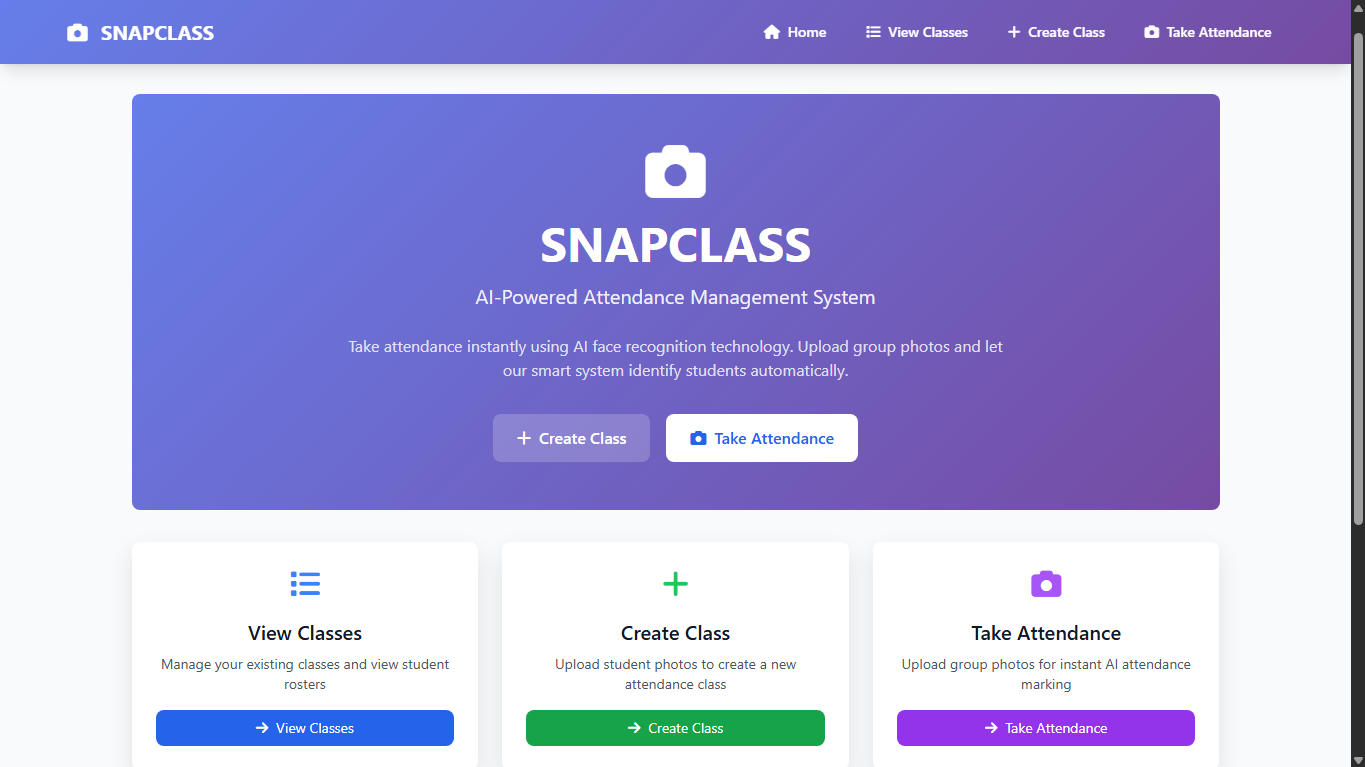 SNAPCLASS
Home
View Classes
Create Class
Take Attendance
SNAPCLASS
AI-Powered Attendance Management System
Take attendance instantly using AI face recognition technology. Upload group photos and let
our smart system identify students automatically.
Create Class
Take Attendance
View Classes
Manage your existing classes and view student
rosters
View Classes
Create Class
Upload student photos to create a new
attendance class
Create Class
Take Attendance
Upload group photos for instant AI attendance
marking
Take Attendance